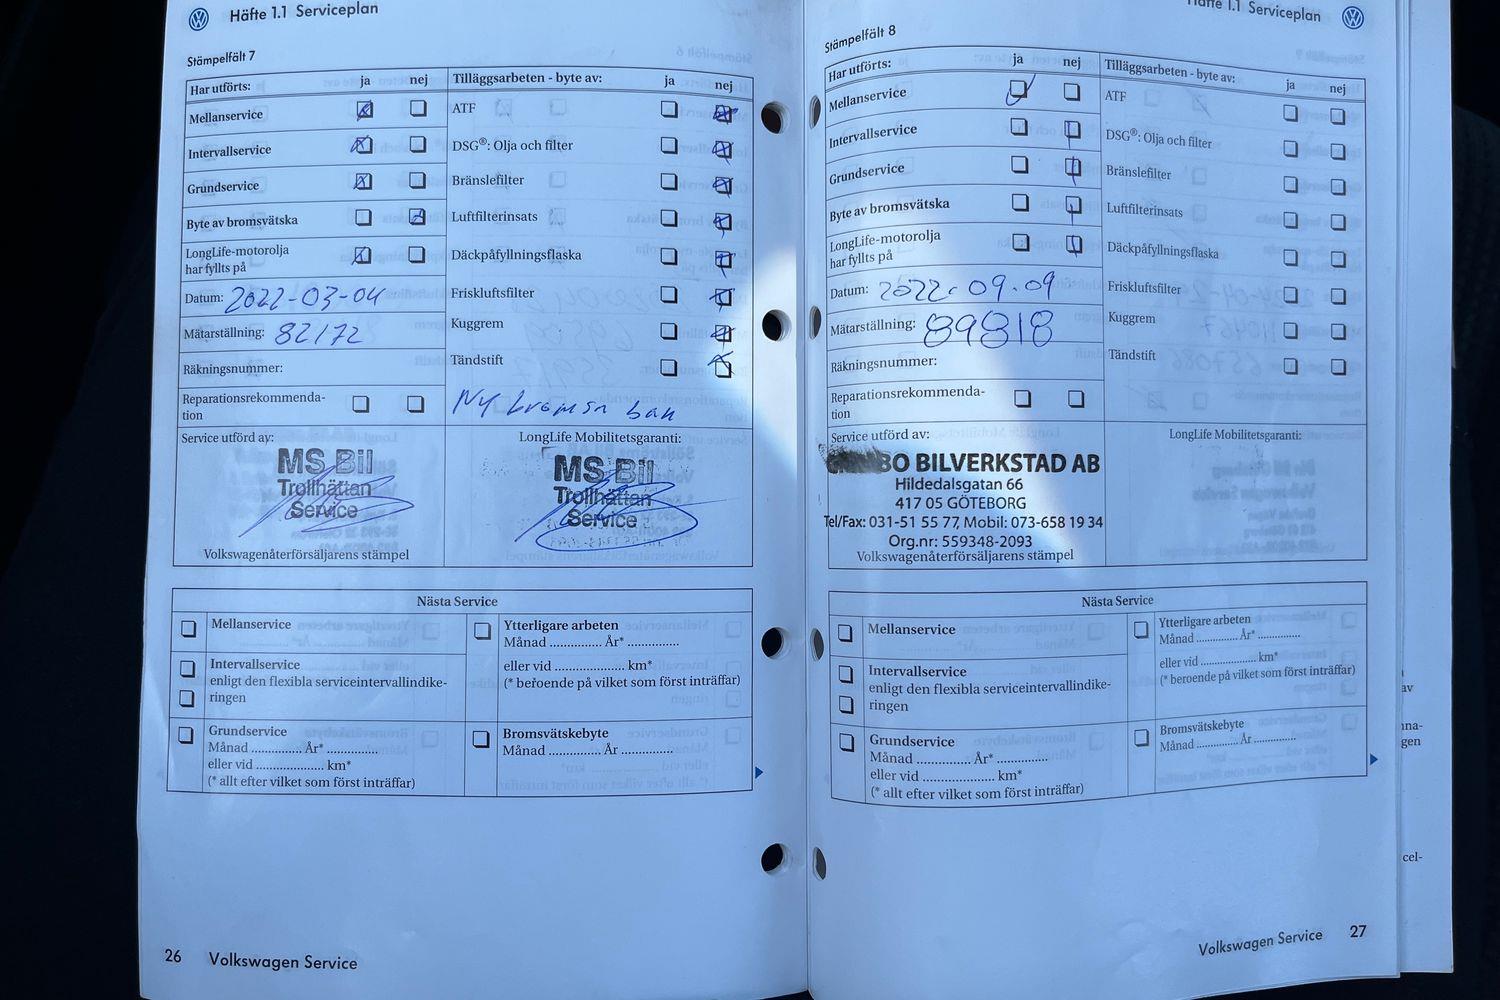 Häfte 1.1 Serviceplan
Stämpelfält 7
Har utförts: ja nej Tilläggsarbeten - byte av: ja nej
Mellanservice ATF
Intervallservice DSG®: Olja och filter
Grundservice Bränslefilter
Byte av bromsvätska Luftfilterinsats
LongLife-motorolja
har fyllts på Däckpåfyllningsflaska
Datum: 2022-03-04 Friskluftsfilter
Mätarställning: 82172 Kuggrem
Räkningsnummer: Tändstift
Reparationsrekommenda-
tion
Ny bromsn bak
Service utförd av: LongLife Mobilitetsgaranti:
MS Bil
Trollhättan
Service
MS Bil
Trollhättan
Service
Volkswagenåterförsäljarens stämpel
Nästa Service
Mellanservice
Intervallservice
enligt den flexibla serviceintervallindike-
ringen
Grundservice
Månad .............. År* ..............
eller vid .................... km*
(* allt efter vilket som först inträffar)
Ytterligare arbeten
Månad .............. År* ..............
eller vid .................... km*
(* beroende på vilket som först inträffar)
Bromsvätskebyte
Månad .............. År ..............
26 Volkswagen Service
Häfte 1.1 Serviceplan
Stämpelfält 8
Har utförts: ja nej Tilläggsarbeten - byte av: ja nej
Mellanservice ATF
Intervallservice DSG®: Olja och filter
Grundservice Bränslefilter
Byte av bromsvätska Luftfilterinsats
LongLife-motorolja
har fyllts på Däckpåfyllningsflaska
Datum: 2022-09-09 Friskluftsfilter
Mätarställning: 89818 Kuggrem
Räkningsnummer: Tändstift
Reparationsrekommenda-
tion
Service utförd av: LongLife Mobilitetsgaranti:
BILVERKSTAD AB
Hildedalsgatan 66
417 05 GÖTEBORG
Tel/Fax: 031-51 55 77, Mobil: 073-658 19 34
Org.nr: 559348-2093
Volkswagenåterförsäljarens stämpel
Nästa Service
Mellanservice
Intervallservice
enligt den flexibla serviceintervallindike-
ringen
Grundservice
Månad .............. År* ..............
eller vid .................... km*
(* allt efter vilket som först inträffar)
Ytterligare arbeten
Månad .............. År* ..............
eller vid .................... km*
(* beroende på vilket som först inträffar)
Bromsvätskebyte
Månad .............. År ..............
Volkswagen Service 27